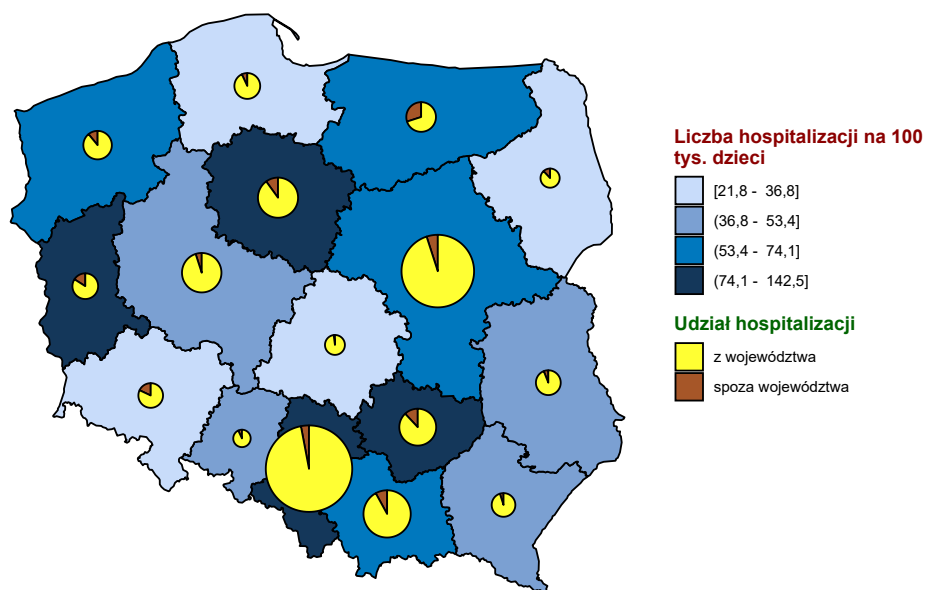 Liczba hospitalizacji na 100
tys. dzieci
[21,8 - 36,8]
(36,8 - 53,4]
(53,4 - 74,1]
(74,1 - 142,5]
Udział hospitalizacji
z województwa
spoza województwa